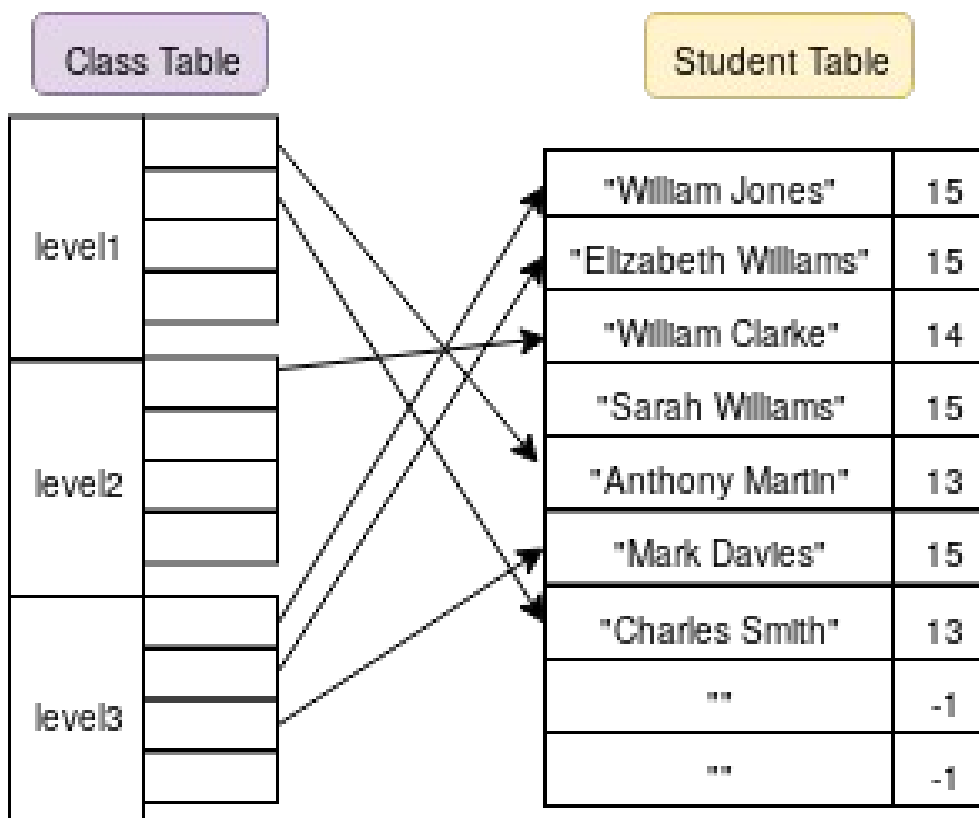 Class Table
Student Table
level1
level2
level3
"William Jones" 15
"Elizabeth Williams" 15
"William Clarke" 14
"Sarah Williams" 15
"Anthony Martin" 13
"Mark Davies" 15
"Charles Smith" 13
"" -1
"" -1